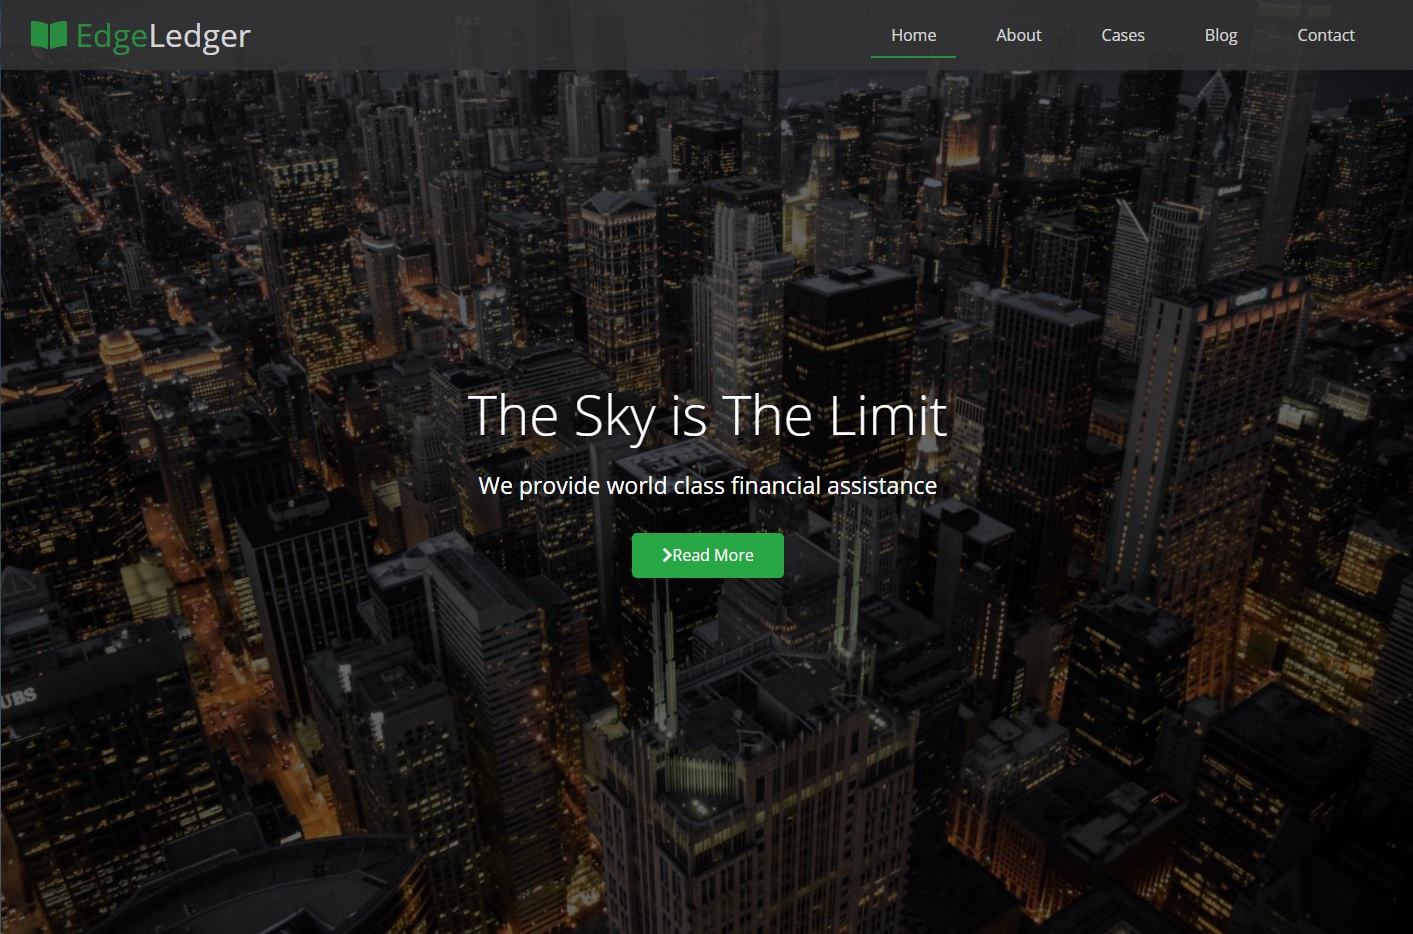 EdgeLedger
Home About Cases Blog Contact
The Sky is The Limit
We provide world class financial assistance
Read More
UBS